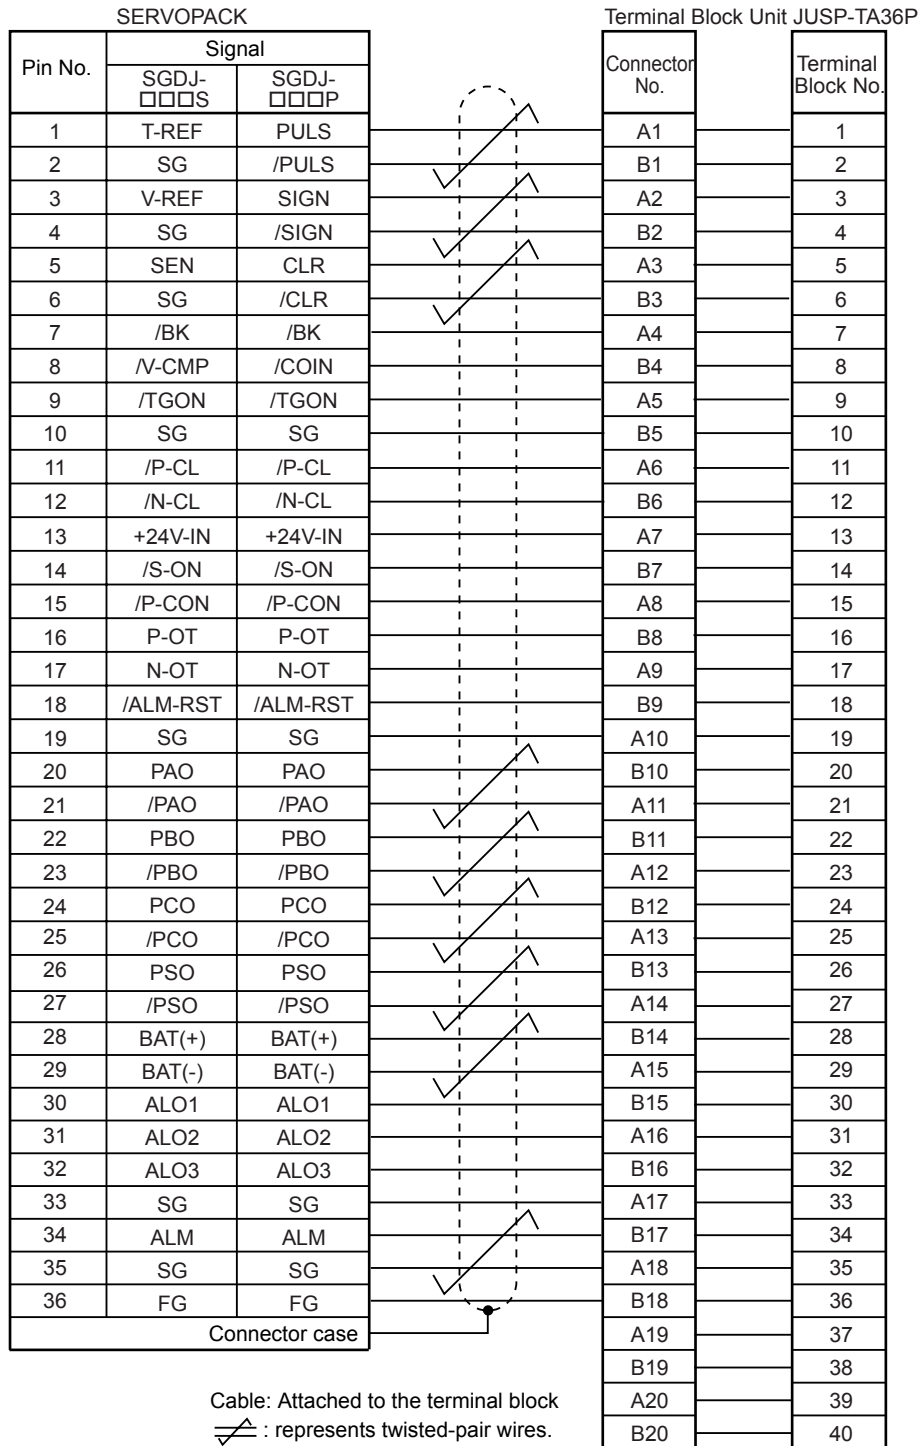 SERVOPACK Terminal Block Unit JUSP-TA36P
Pin No. Signal Connector No. Terminal Block No.
SGDJ-□□□S SGDJ-□□□P
1 T-REF PULS A1 1
2 SG /PULS B1 2
3 V-REF SIGN A2 3
4 SG /SIGN B2 4
5 SEN CLR A3 5
6 SG /CLR B3 6
7 /BK /BK A4 7
8 /V-CMP /COIN B4 8
9 /TGON /TGON A5 9
10 SG SG B5 10
11 /P-CL /P-CL A6 11
12 /N-CL /N-CL B6 12
13 +24V-IN +24V-IN A7 13
14 /S-ON /S-ON B7 14
15 /P-CON /P-CON A8 15
16 P-OT P-OT B8 16
17 N-OT N-OT A9 17
18 /ALM-RST /ALM-RST B9 18
19 SG SG A10 19
20 PAO PAO B10 20
21 /PAO /PAO A11 21
22 PBO PBO B11 22
23 /PBO /PBO A12 23
24 PCO PCO B12 24
25 /PCO /PCO A13 25
26 PSO PSO B13 26
27 /PSO /PSO A14 27
28 BAT(+) BAT(+) B14 28
29 BAT(-) BAT(-) A15 29
30 ALO1 ALO1 B15 30
31 ALO2 ALO2 A16 31
32 ALO3 ALO3 B16 32
33 SG SG A17 33
34 ALM ALM B17 34
35 SG SG A18 35
36 FG FG B18 36
Connector case A19 37
B19 38
Cable: Attached to the terminal block A20 39
: represents twisted-pair wires. B20 40